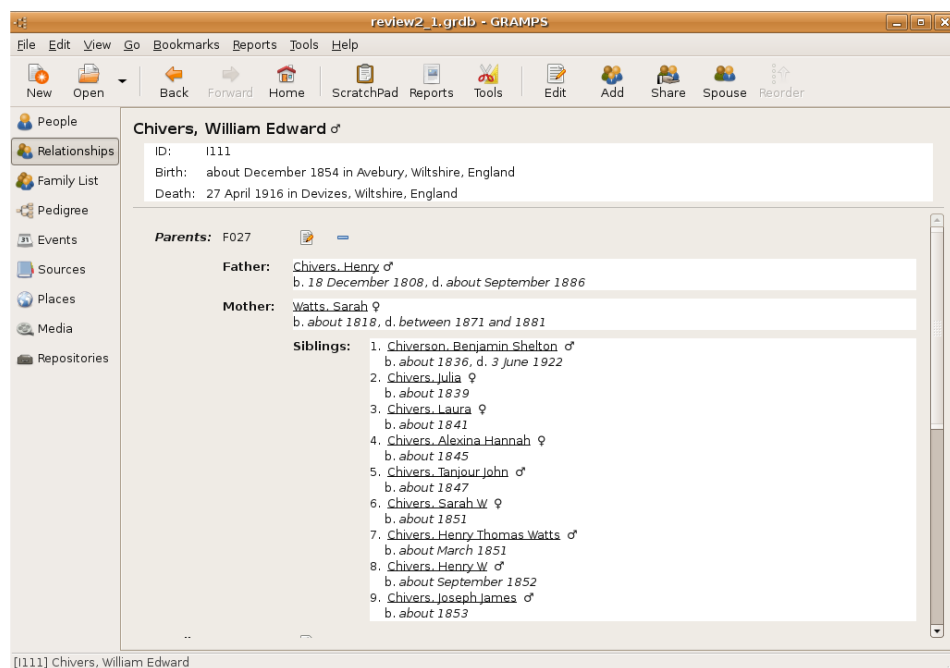 review2_1.grdb - GRAMPS
File Edit View Go Bookmarks Reports Tools Help
New Open Back Forward Home ScratchPad Reports Tools Edit Add Share Spouse Reorder
People
Relationships
Family List
Pedigree
Events
Sources
Places
Media
Repositories
Chivers, William Edward ♂
ID: I111
Birth: about December 1854 in Avebury, Wiltshire, England
Death: 27 April 1916 in Devizes, Wiltshire, England
Parents: F027
Father: Chivers, Henry ♂
b. 18 December 1808, d. about September 1886
Mother: Watts, Sarah ♀
b. about 1818, d. between 1871 and 1881
Siblings: 1. Chiverson, Benjamin Shelton ♂
b. about 1836, d. 3 June 1922
2. Chivers, Julia ♀
b. about 1839
3. Chivers, Laura ♀
b. about 1841
4. Chivers, Alexina Hannah ♀
b. about 1845
5. Chivers, Tanjour John ♂
b. about 1847
6. Chivers, Sarah W ♀
b. about 1851
7. Chivers, Henry Thomas Watts ♂
b. about March 1851
8. Chivers, Henry W ♂
b. about September 1852
9. Chivers, Joseph James ♂
b. about 1853
[I111] Chivers, William Edward